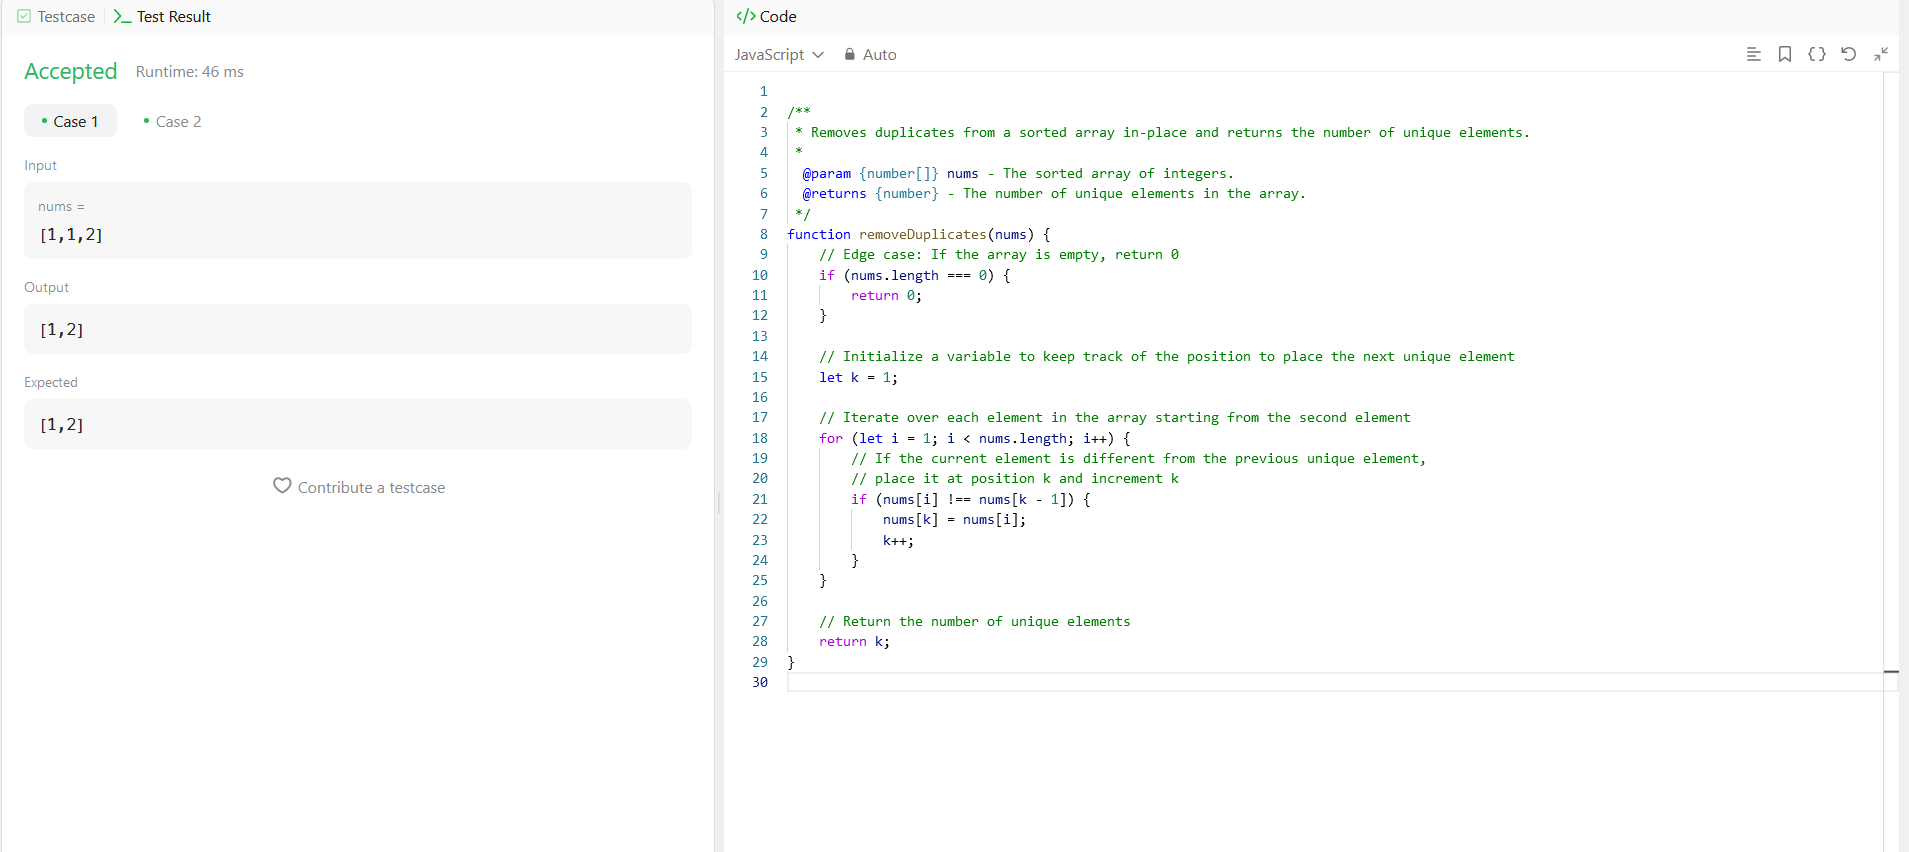 Testcase
Test Result
Accepted Runtime: 46 ms
Case 1 Case 2
Input
nums =
[1,1,2]
Output
[1,2]
Expected
[1,2]
Contribute a testcase
</> Code
JavaScript Auto
1
2 /**
3 * Removes duplicates from a sorted array in-place and returns the number of unique elements.
4 *
5 @param {number[]} nums - The sorted array of integers.
6 @returns {number} - The number of unique elements in the array.
7 */
8 function removeDuplicates(nums) {
9 // Edge case: If the array is empty, return 0
10 if (nums.length === 0) {
11 return 0;
12 }
13
14 // Initialize a variable to keep track of the position to place the next unique element
15 let k = 1;
16
17 // Iterate over each element in the array starting from the second element
18 for (let i = 1; i < nums.length; i++) {
19 // If the current element is different from the previous unique element,
20 // place it at position k and increment k
21 if (nums[i] !== nums[k - 1]) {
22 nums[k] = nums[i];
23 k++;
24 }
25 }
26
27 // Return the number of unique elements
28 return k;
29 }
30